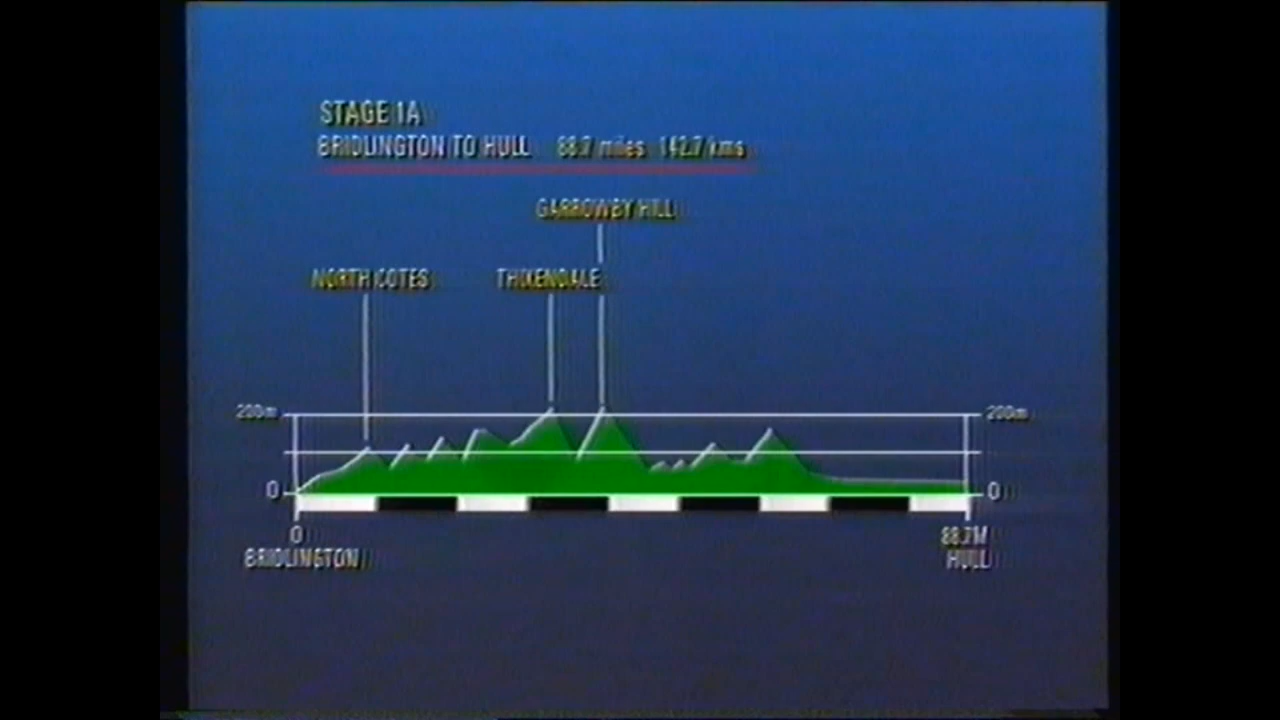 STAGE 1A
BRIDLINGTON TO HULL 88.7 miles 142.7 kms
GARROWBY HILL
NORTH COTES THIXENDALE
200m 200m
0 0
0 88.7M
BRIDLINGTON HULL